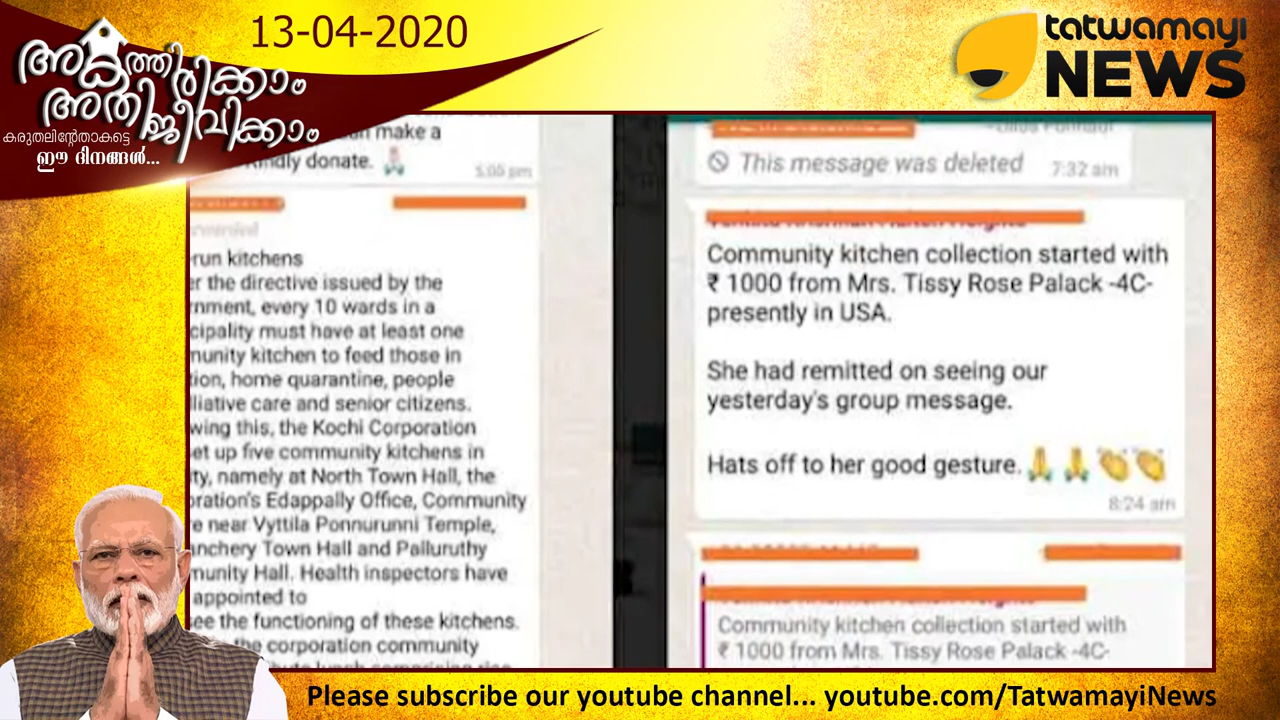 13-04-2020
അകത്തിരിക്കാം
അതിജീവിക്കാം
കരുതലിന്റേതാകട്ടെ
ഈ ദിനങ്ങൾ...
tatwamayi
NEWS
make a
kindly donate. 🙏
5:05 pm
-run kitchens
er the directive issued by the
nment, every 10 wards in a
cipality must have at least one
munity kitchen to feed those in
tion, home quarantine, people
lliative care and senior citizens.
wing this, the Kochi Corporation
et up five community kitchens in
ty, namely at North Town Hall, the
oration's Edappally Office, Community
e near Vyttila Ponnurunni Temple,
anchery Town Hall and Palluruthy
munity Hall. Health inspectors have
appointed to
see the functioning of these kitchens.
the corporation community
This message was deleted 7:32 am
Community kitchen collection started with
₹ 1000 from Mrs. Tissy Rose Palack -4C-
presently in USA.
She had remitted on seeing our
yesterday's group message.
Hats off to her good gesture. 🙏 🙏 👏👏
8:24 am
Community kitchen collection started with
₹ 1000 from Mrs. Tissy Rose Palack -4C-
Please subscribe our youtube channel... youtube.com/TatwamayiNews